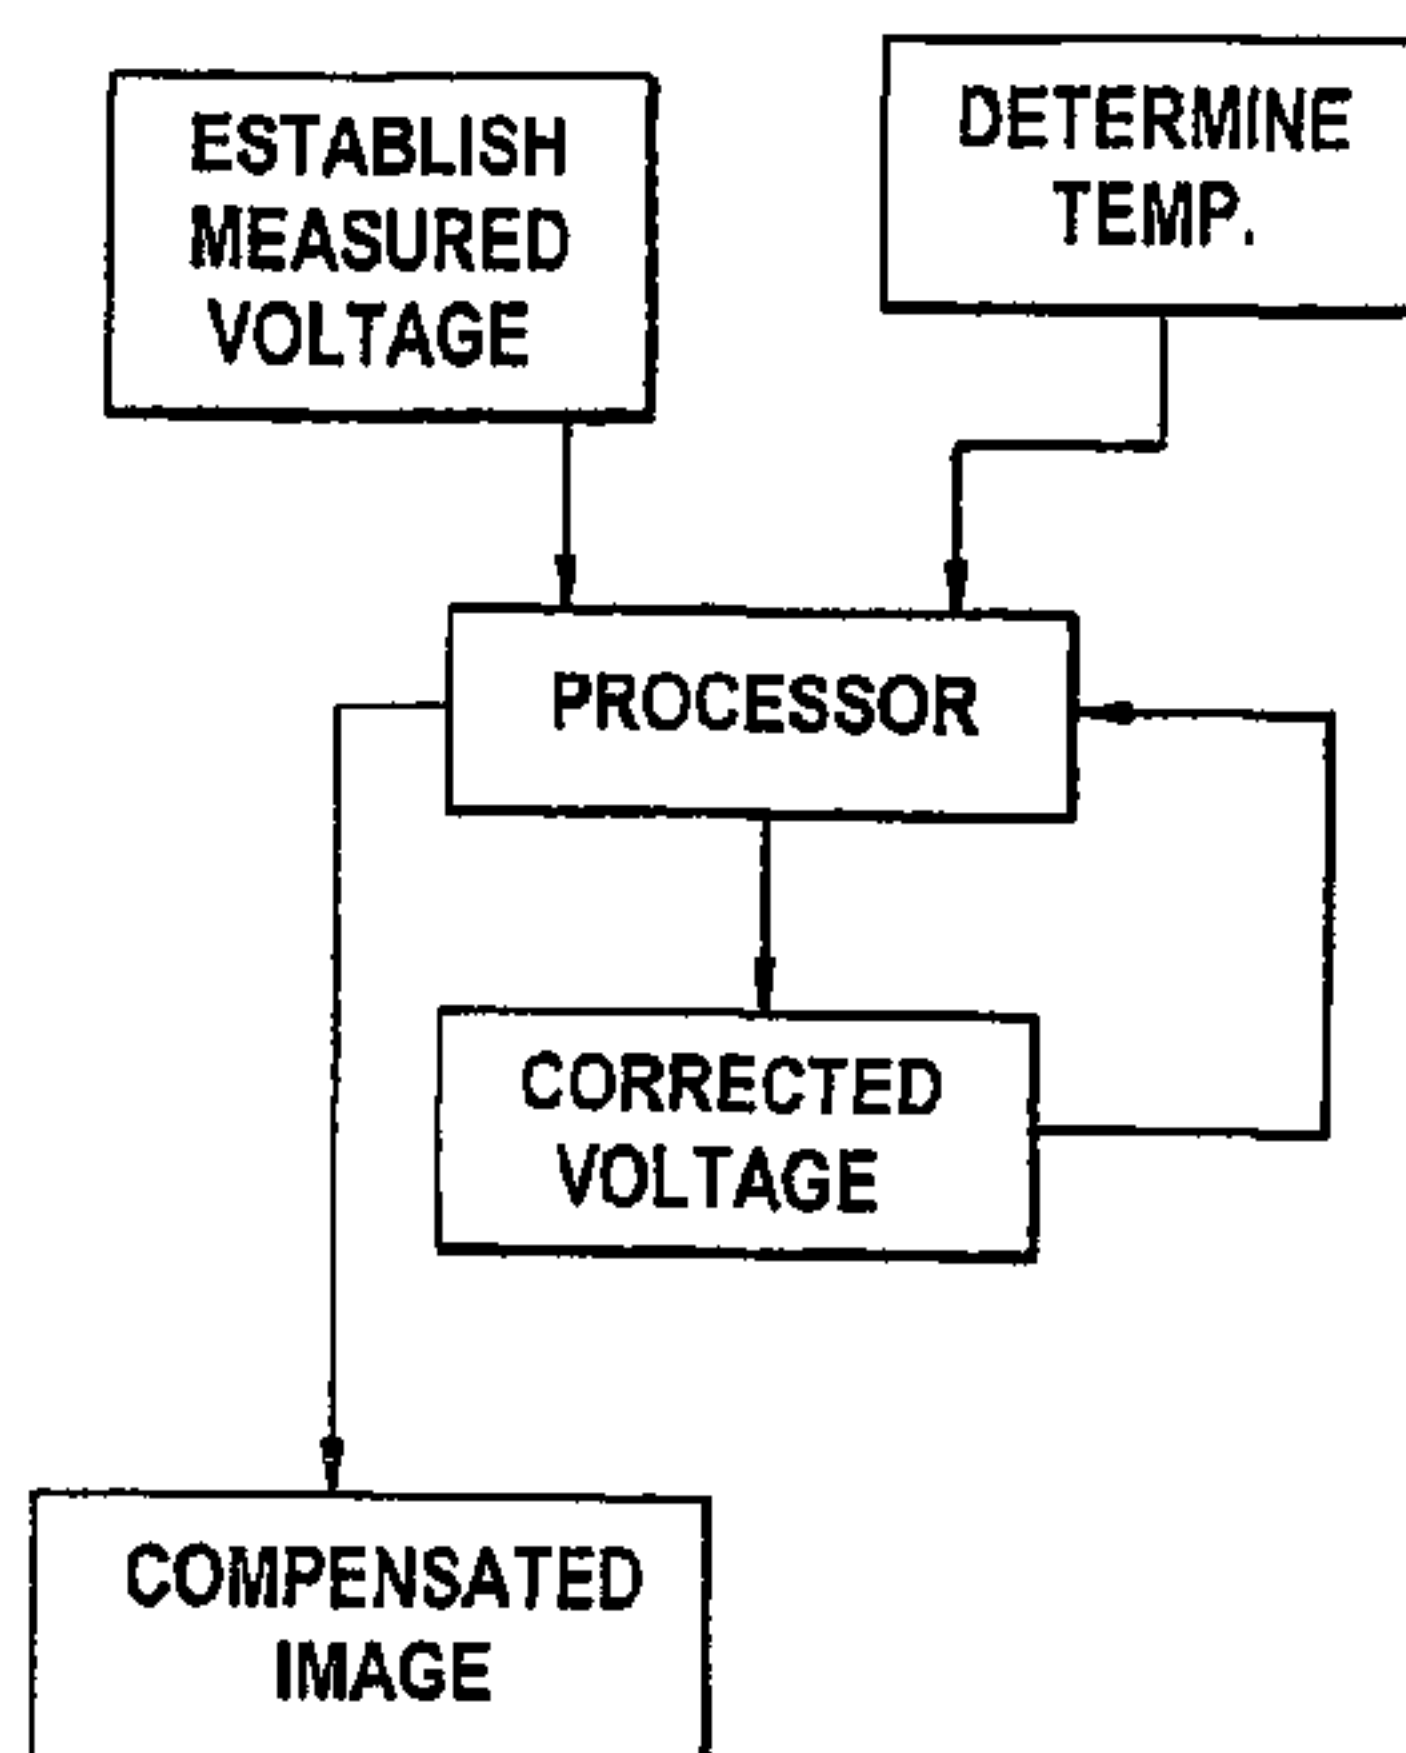 ESTABLISH
MEASURED
VOLTAGE
DETERMINE
TEMP.
PROCESSOR
CORRECTED
VOLTAGE
COMPENSATED
IMAGE